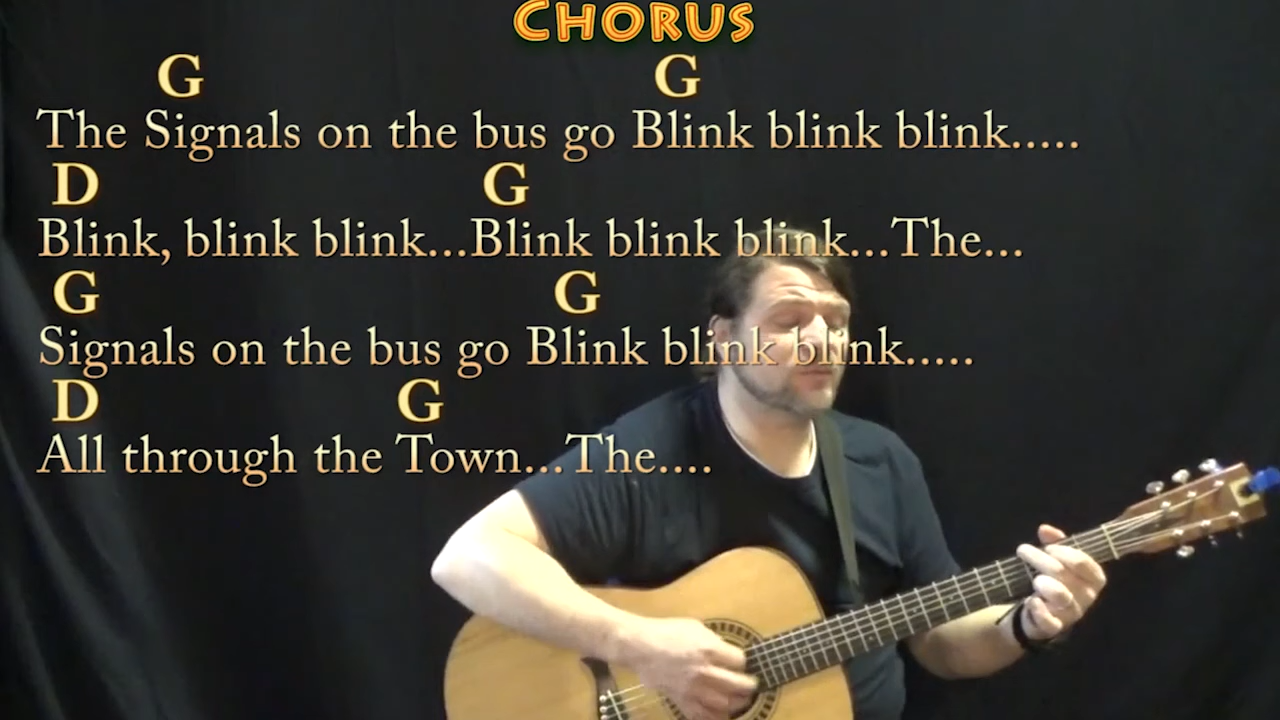 CHORUS
G G
The Signals on the bus go Blink blink blink.....
D G
Blink, blink blink...Blink blink blink...The...
G G
Signals on the bus go Blink blink blink.....
D G
All through the Town...The....